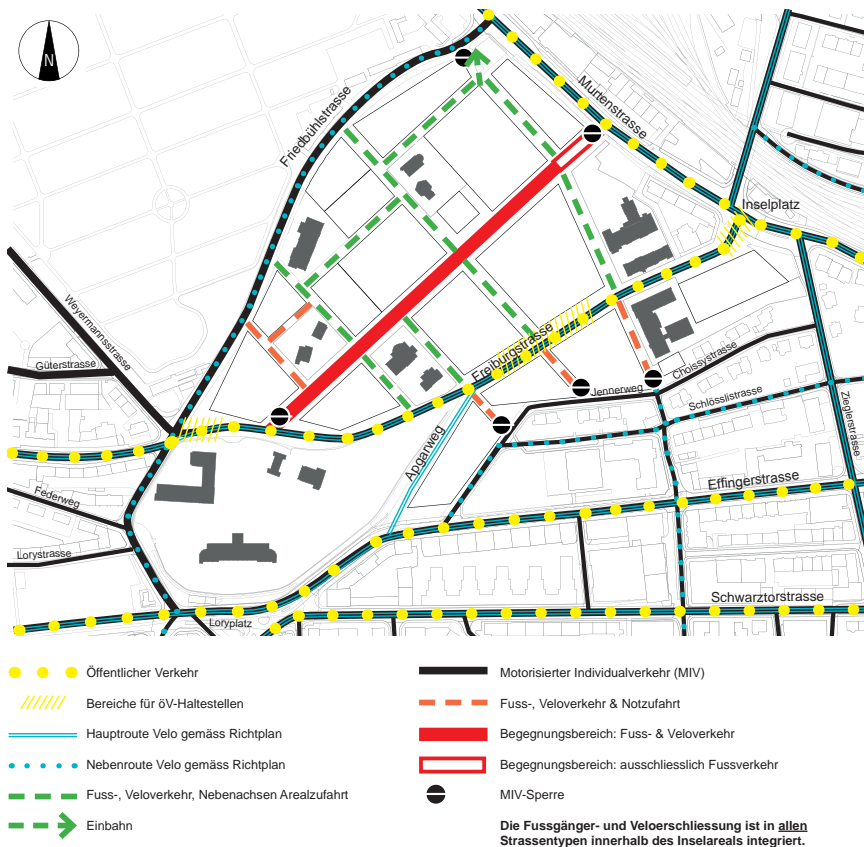 N
Friedbühlstrasse
Murtenstrasse
Inselplatz
Weyermannsstrasse
Güterstrasse
Freiburgstrasse
Choisystrasse
Jennerweg
Schlösslistrasse
Zieglerstrasse
Apgarweg
Effingerstrasse
Federweg
Lorystrasse
Schwarztorstrasse
Loryplatz
Öffentlicher Verkehr
Bereiche für öV-Haltestellen
Hauptroute Velo gemäss Richtplan
Nebenroute Velo gemäss Richtplan
Fuss-, Veloverkehr, Nebenachsen Arealzufahrt
Einbahn
Motorisierter Individualverkehr (MIV)
Fuss-, Veloverkehr & Notzufahrt
Begegnungsbereich: Fuss- & Veloverkehr
Begegnungsbereich: ausschliesslich Fussverkehr
MIV-Sperre
Die Fussgänger- und Veloerschliessung ist in allen
Strassentypen innerhalb des Inselareals integriert.